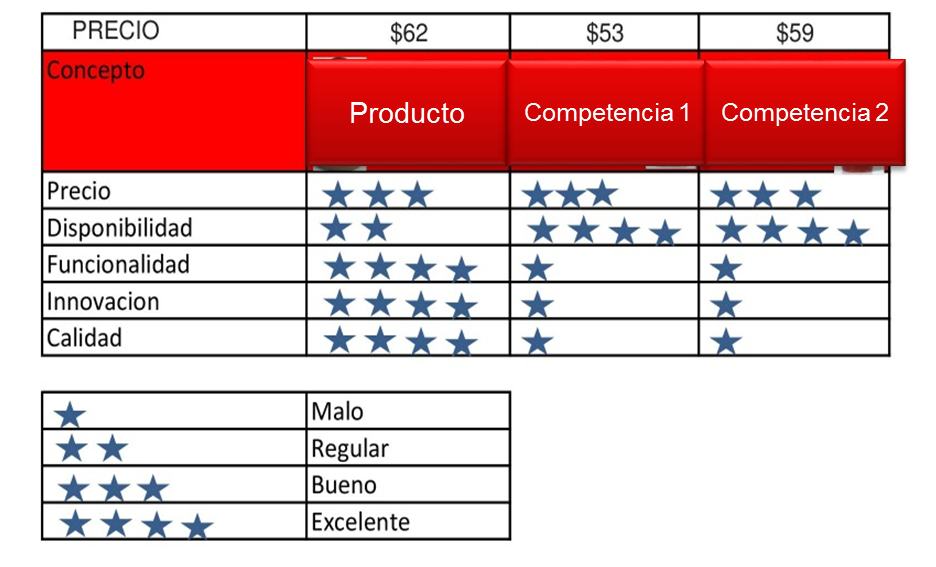 PRECIO $62 $53 $59
Concepto
Producto Competencia 1 Competencia 2
Precio
Disponibilidad
Funcionalidad
Innovacion
Calidad
Malo
Regular
Bueno
Excelente